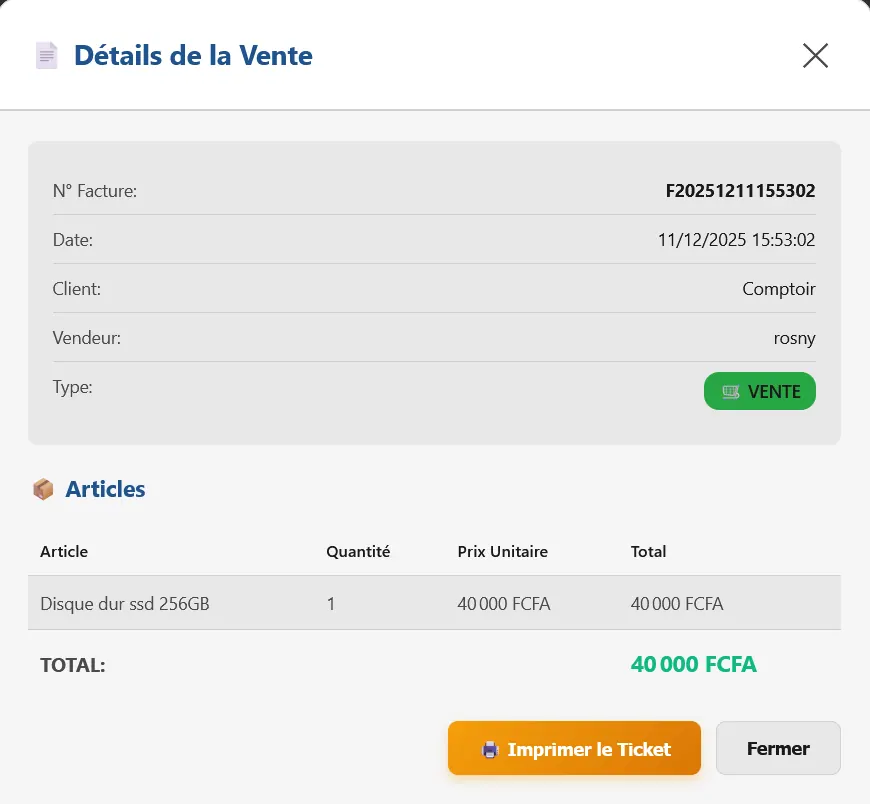 Détails de la Vente
N° Facture: F20251211155302
Date: 11/12/2025 15:53:02
Client: Comptoir
Vendeur: rosny
Type: VENTE
Articles
Article Quantité Prix Unitaire Total
Disque dur ssd 256GB 1 40 000 FCFA 40 000 FCFA
TOTAL: 40 000 FCFA
Imprimer le Ticket Fermer